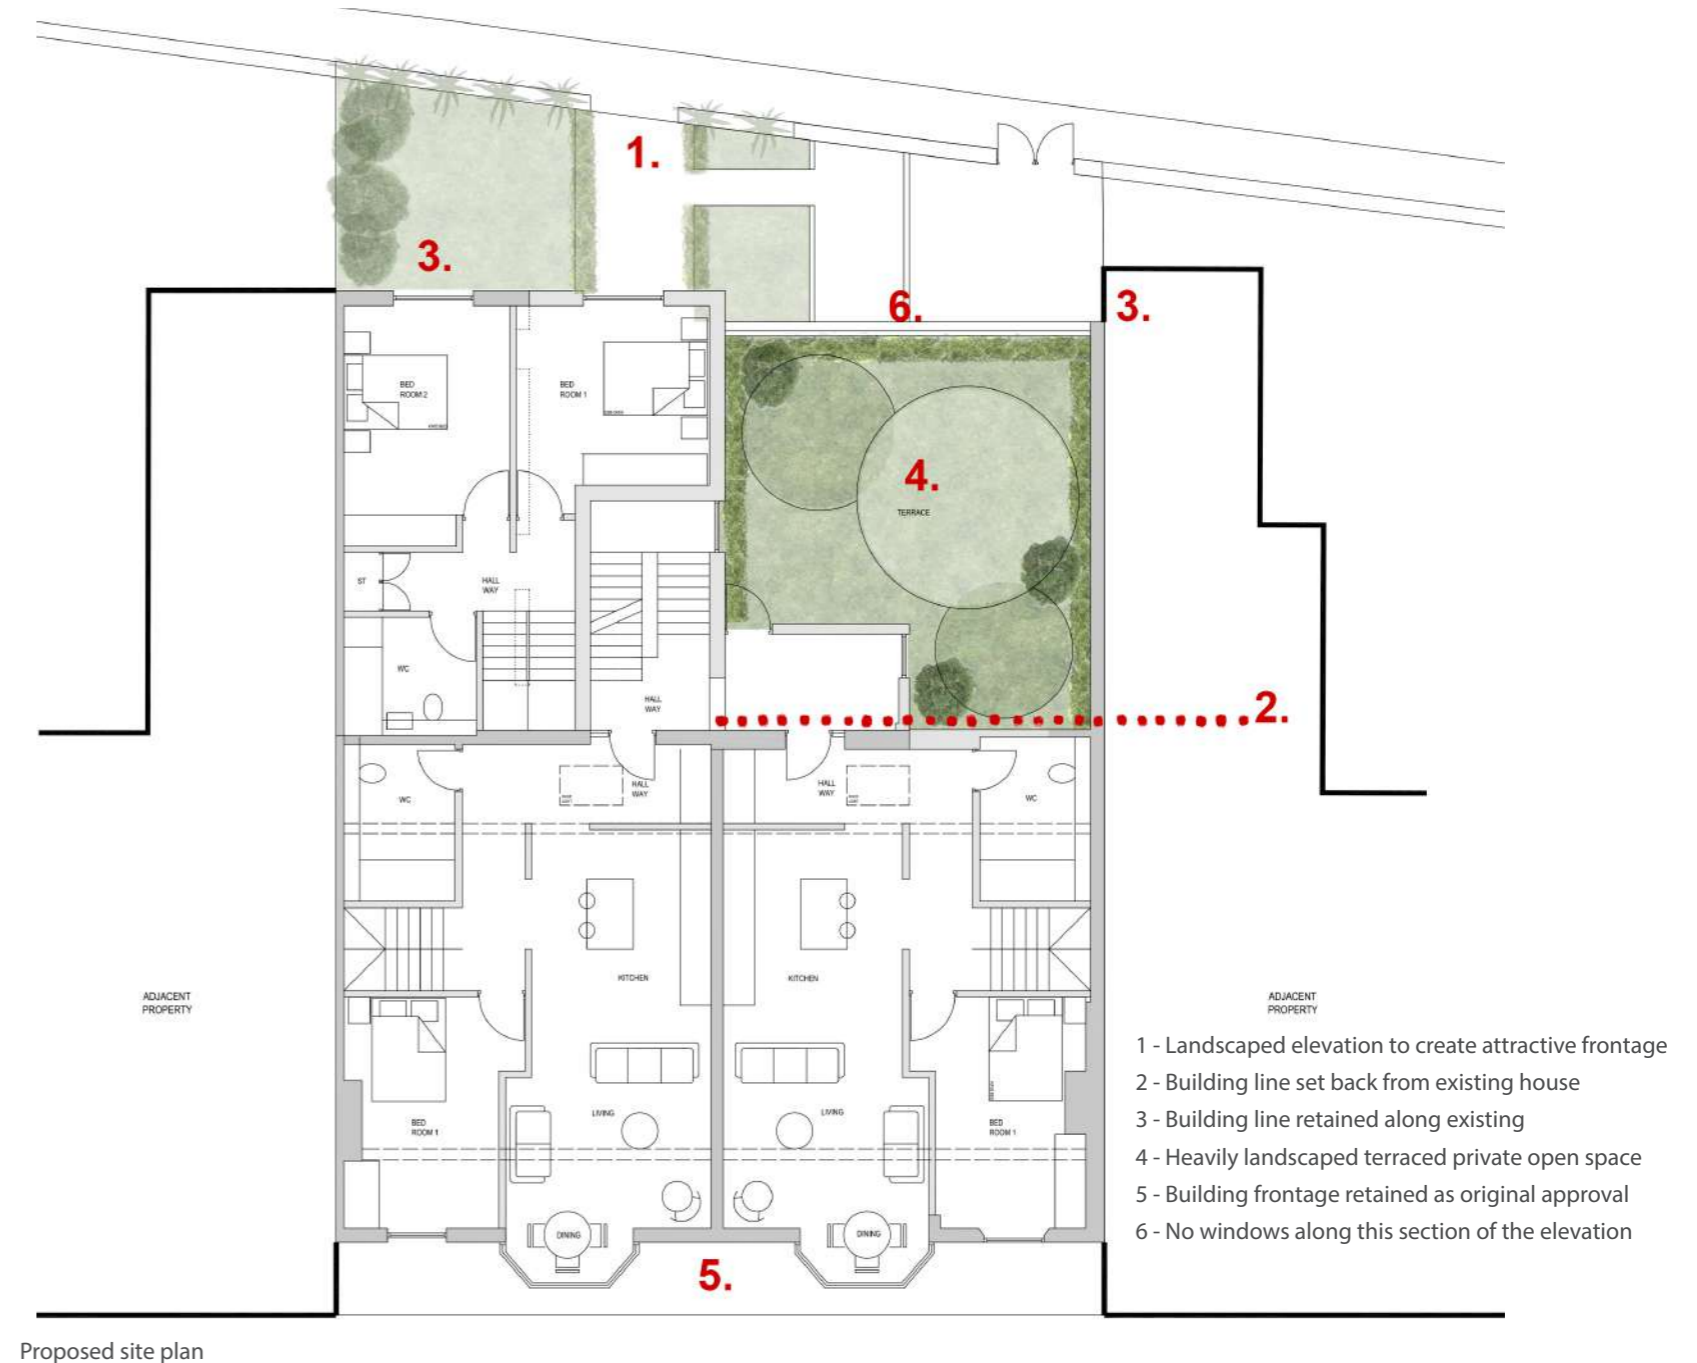 1.
3.
6.
3.
BED
ROOM 2
BED
ROOM 1
4.
TERRACE
ST
HALL
WAY
WC
HALL
WAY
2.
WC
HALL
WAY
HALL
WAY
WC
KITCHEN
KITCHEN
ADJACENT
PROPERTY
ADJACENT
PROPERTY
LIVING
LIVING
BED
ROOM 1
BED
ROOM 1
DINING
DINING
5.
1 - Landscaped elevation to create attractive frontage
2 - Building line set back from existing house
3 - Building line retained along existing
4 - Heavily landscaped terraced private open space
5 - Building frontage retained as original approval
6 - No windows along this section of the elevation
Proposed site plan